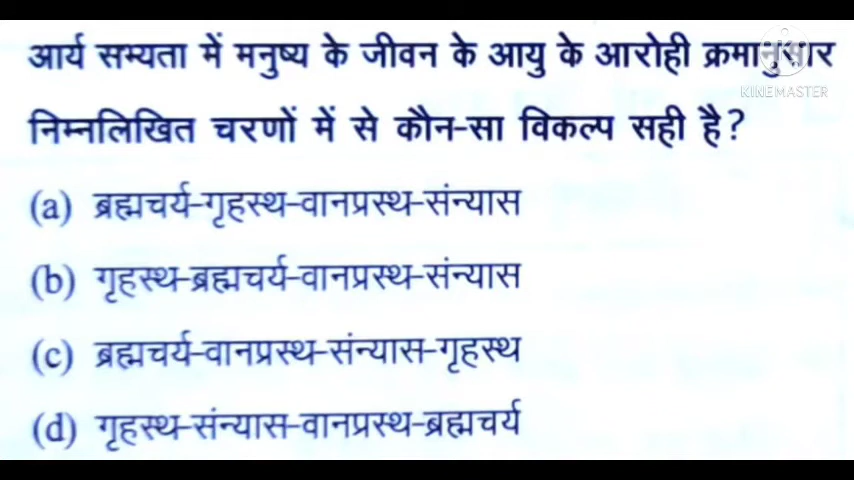 आर्य सभ्यता में मनुष्य के जीवन के आयु के आरोही क्रमानुसार
KINEMASTER
निम्नलिखित चरणों में से कौन-सा विकल्प सही है?
(a) ब्रह्मचर्य-गृहस्थ-वानप्रस्थ-संन्यास
(b) गृहस्थ-ब्रह्मचर्य-वानप्रस्थ-संन्यास
(c) ब्रह्मचर्य-वानप्रस्थ-संन्यास-गृहस्थ
(d) गृहस्थ-संन्यास-वानप्रस्थ-ब्रह्मचर्य